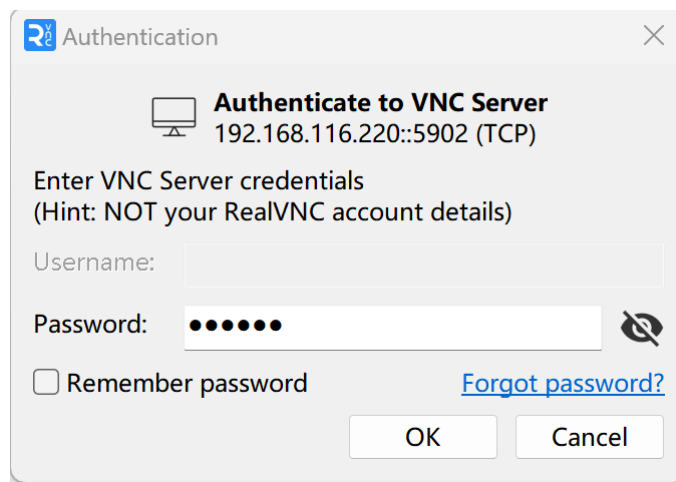 Authentication
Authenticate to VNC Server
192.168.116.220::5902 (TCP)
Enter VNC Server credentials
(Hint: NOT your RealVNC account details)
Username:
Password: ●●●●●●
Remember password Forgot password?
OK Cancel